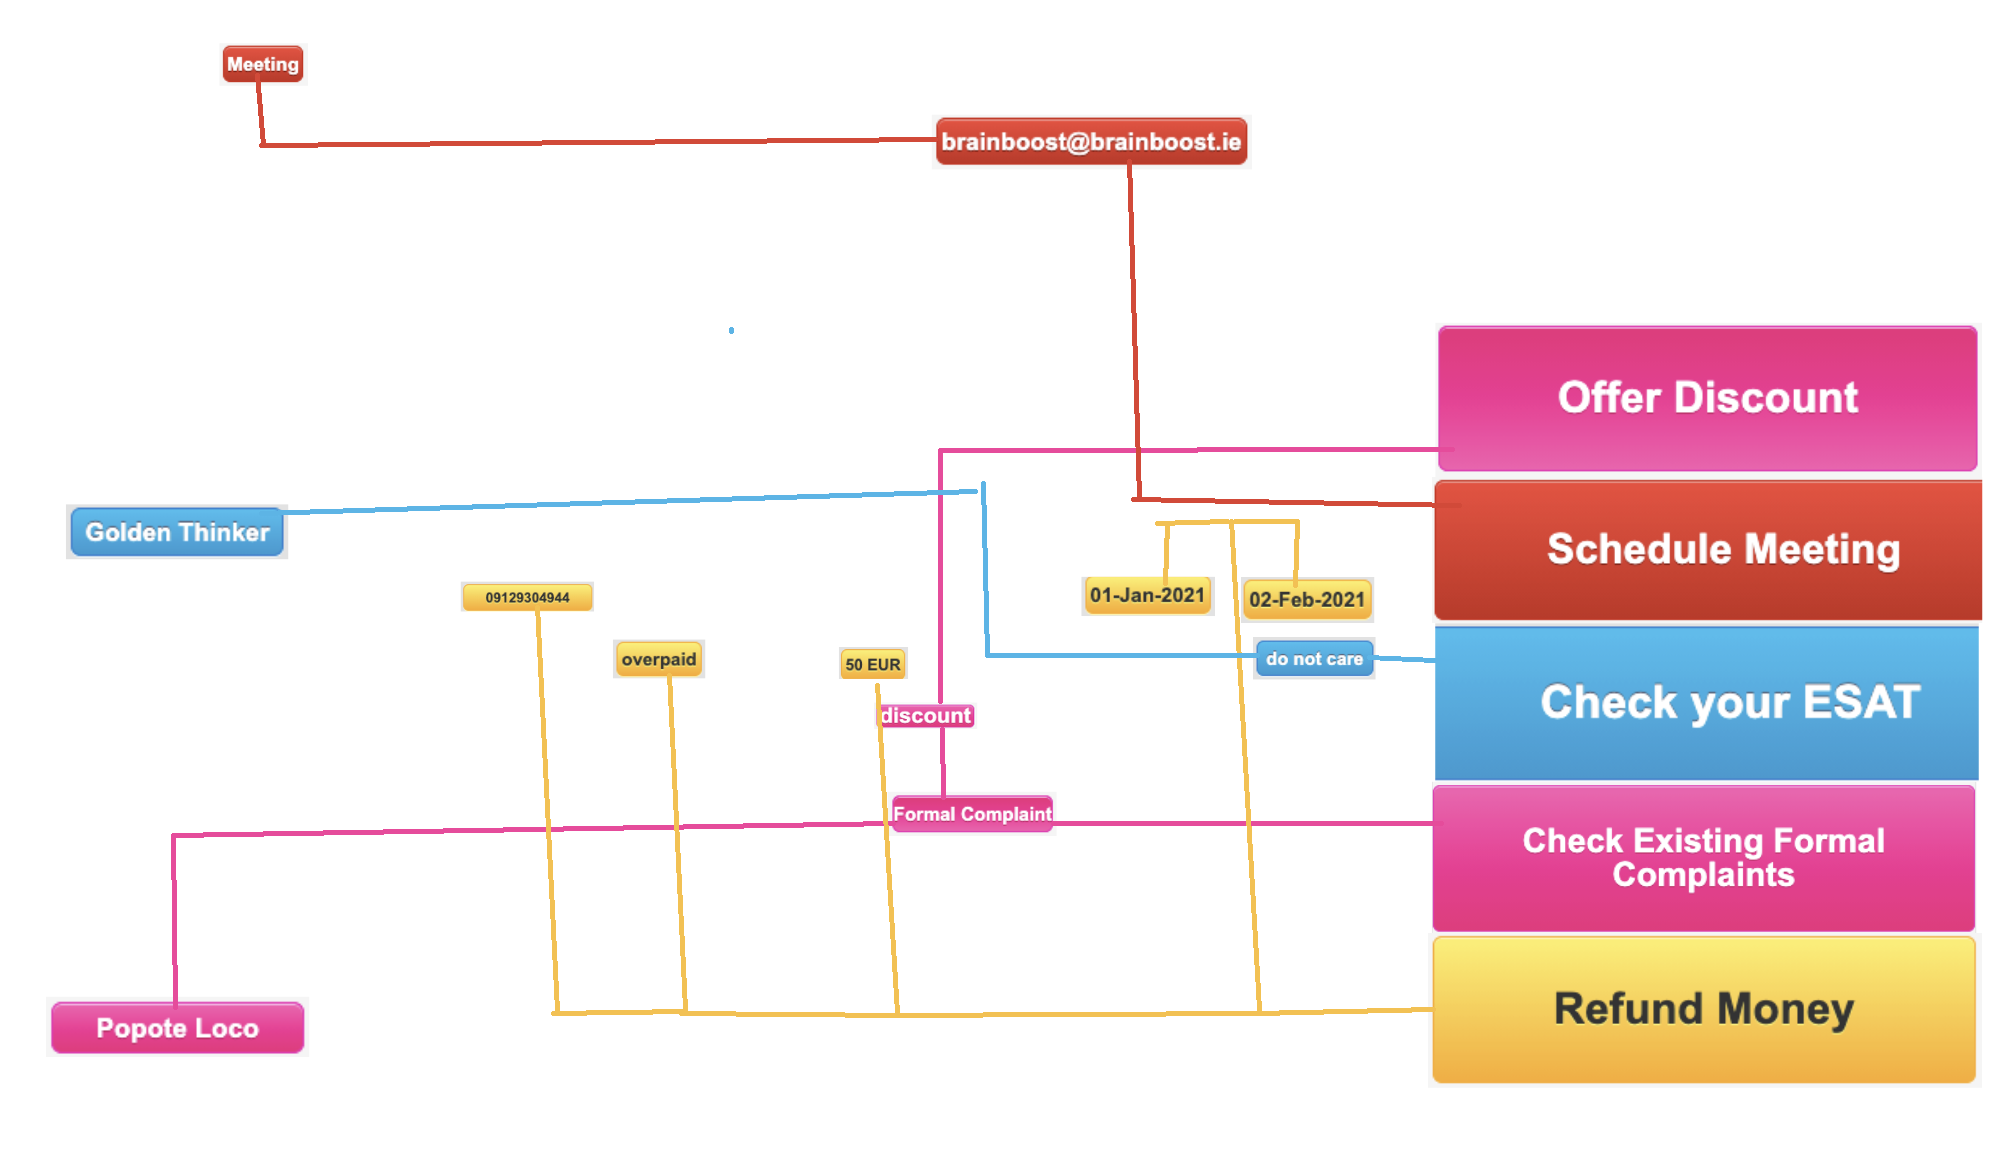 Meeting
brainboost@brainboost.ie
Offer Discount
Golden Thinker
Schedule Meeting
09129304944
01-Jan-2021
02-Feb-2021
overpaid
50 EUR
do not care
Check your ESAT
discount
Formal Complaint
Check Existing Formal
Complaints
Popote Loco
Refund Money